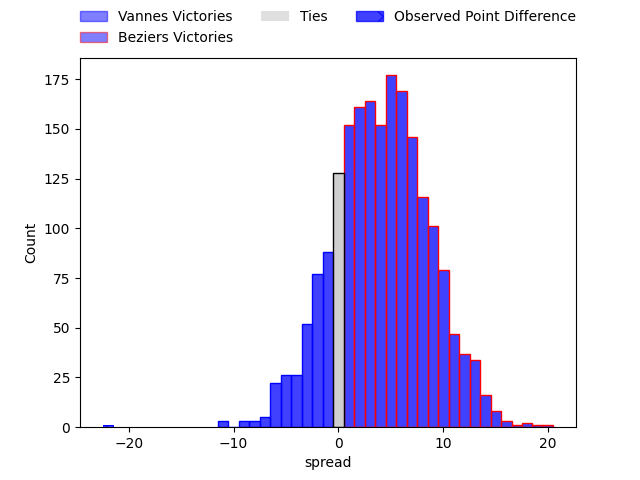 Vannes Victories
Ties
Observed Point Difference
Beziers Victories
175
150
125
100
75
50
25
0
Count
−20
−10
0
10
20
spread